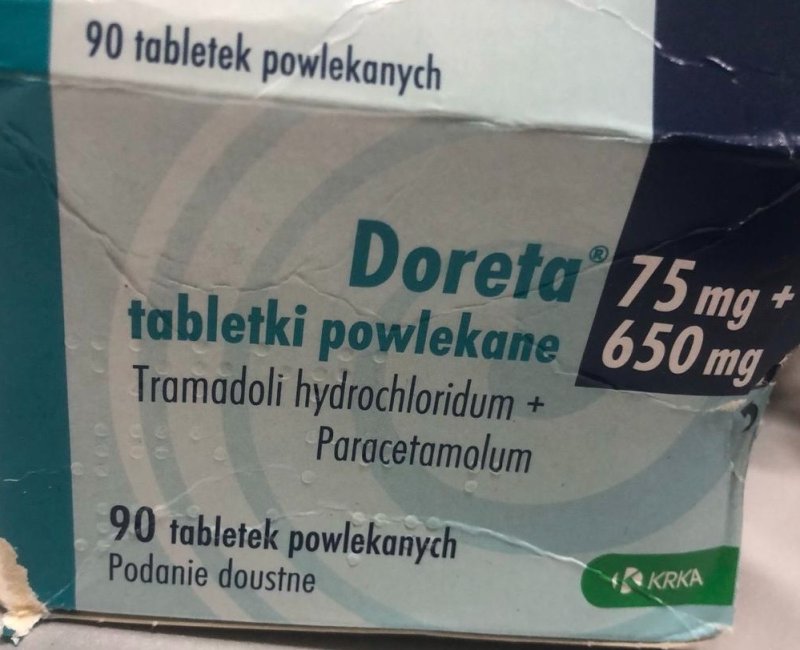 90 tabletek powlekanych
Doreta® 75 mg +
650 mg
tabletki powlekane
Tramadoli hydrochloridum +
Paracetamolum
90 tabletek powlekanych
Podanie doustne
KRKA